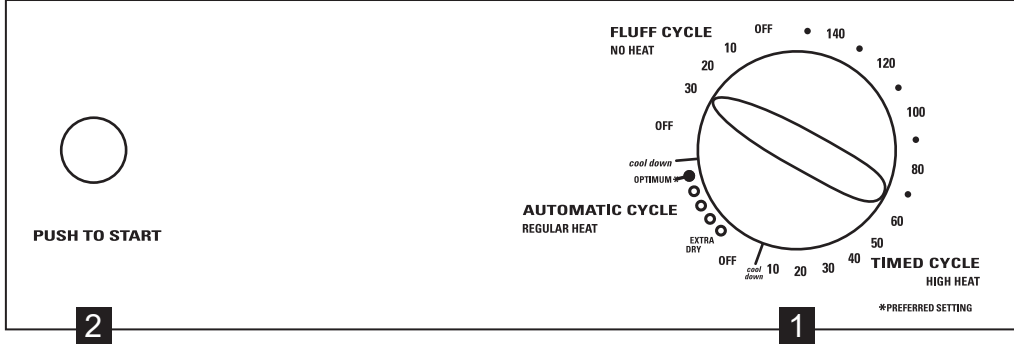 FLUFF CYCLE
NO HEAT
OFF
10
20
30
OFF
140
120
100
80
60
50
40
30
20
10
cool
down
OFF
cool down
OPTIMUM *
EXTRA
DRY
AUTOMATIC CYCLE
REGULAR HEAT
TIMED CYCLE
HIGH HEAT
*PREFERRED SETTING
PUSH TO START
2
1